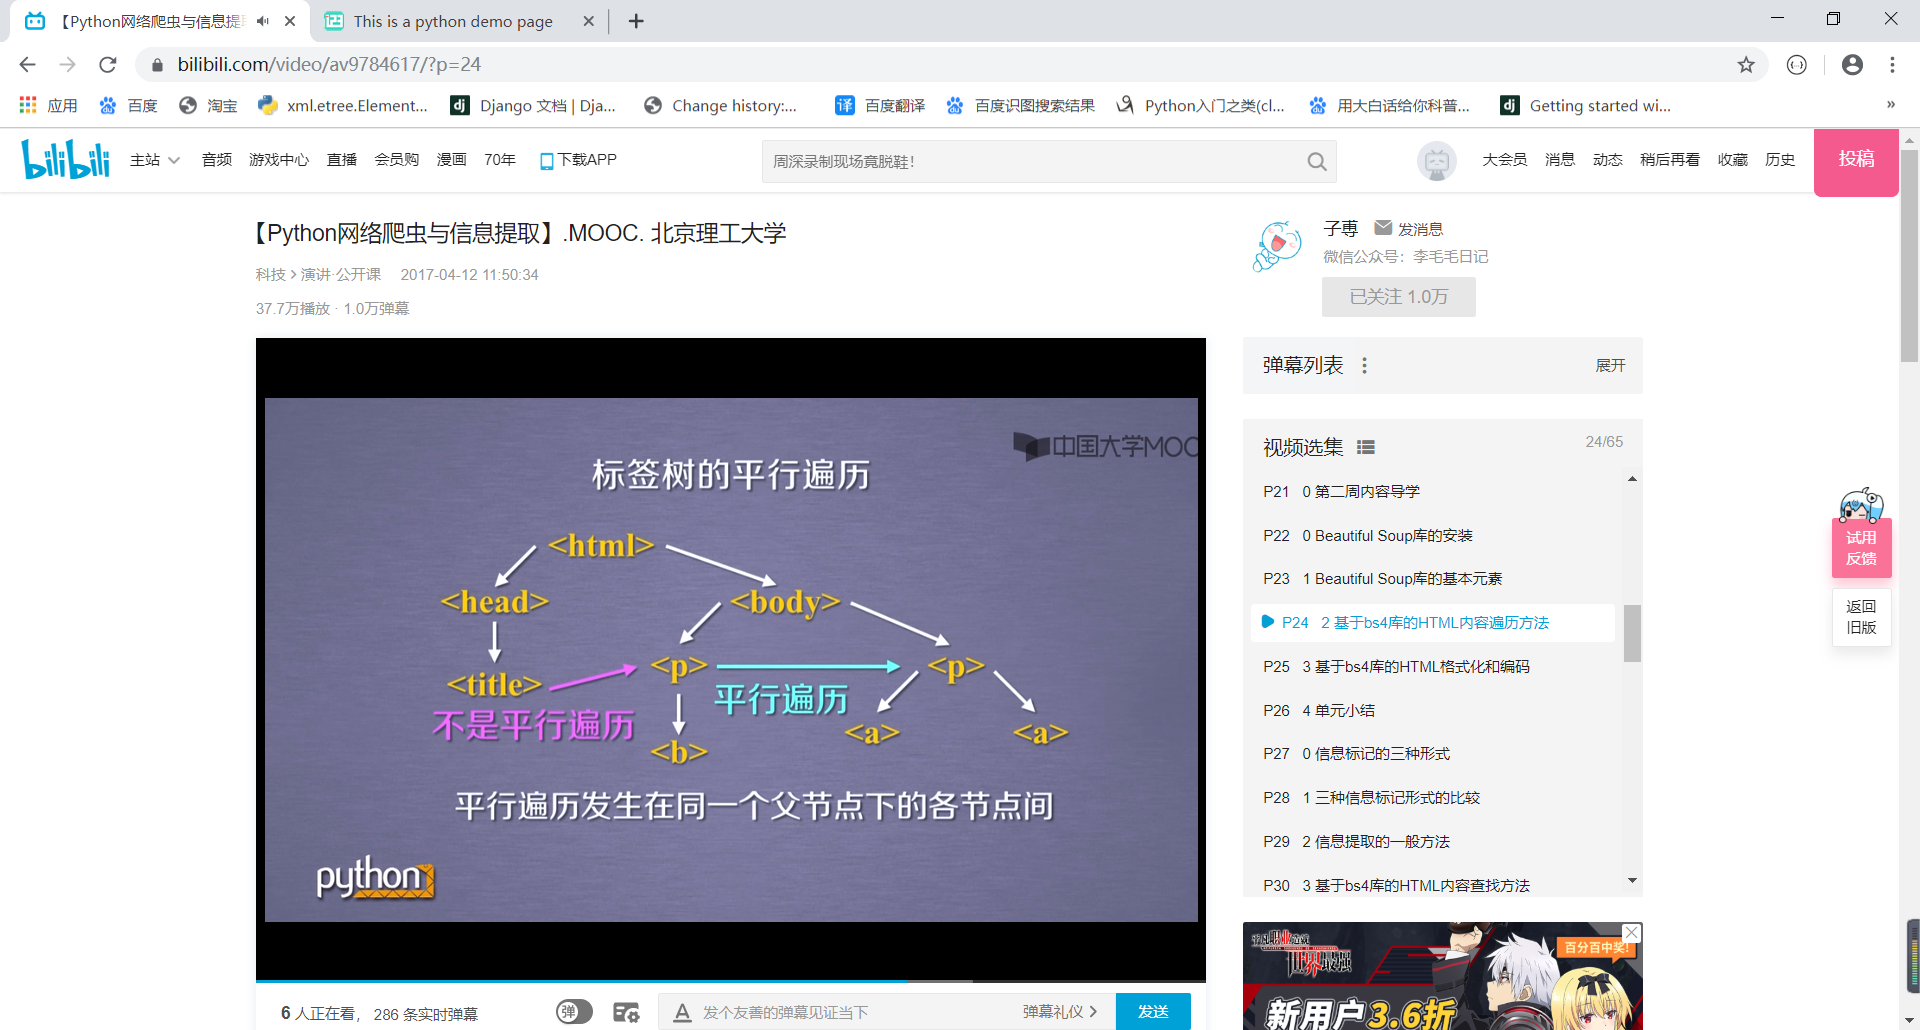 【Python网络爬虫与信息提
This is a python demo page
bilibili.com/video/av9784617/?p=24
应用
百度
淘宝
xml.etree.Element...
Django 文档 | Dja...
Change history:...
百度翻译
百度识图搜索结果
Python入门之类(cl...
用大白话给你科普...
Getting started wi...
»
bilibili
主站
音频
游戏中心
直播
会员购
漫画
70年
下载APP
周深录制现场竟脱鞋!
大会员
消息
动态
稍后再看
收藏
历史
投稿
【Python网络爬虫与信息提取】.MOOC. 北京理工大学
科技 > 演讲·公开课 2017-04-12 11:50:34
37.7万播放 · 1.0万弹幕
子尃 发消息
微信公众号：李毛毛日记
已关注 1.0万
中国大学MOO
标签树的平行遍历
<html>
<head>
<body>
<title>
<p>
<p>
平行遍历
不是平行遍历
<b>
<a>
<a>
平行遍历发生在同一个父节点下的各节点间
python
弹幕列表
展开
视频选集
24/65
P21 0 第二周内容导学
P22 0 Beautiful Soup库的安装
P23 1 Beautiful Soup库的基本元素
P24 2 基于bs4库的HTML内容遍历方法
P25 3 基于bs4库的HTML格式化和编码
P26 4 单元小结
P27 0 信息标记的三种形式
P28 1 三种信息标记形式的比较
P29 2 信息提取的一般方法
P30 3 基于bs4库的HTML内容查找方法
试用
反馈
返回
旧版
世界最强
百分百中奖!
新用户3.6折
6 人正在看， 286 条实时弹幕
弹
A
发个友善的弹幕见证当下
弹幕礼仪 >
发送